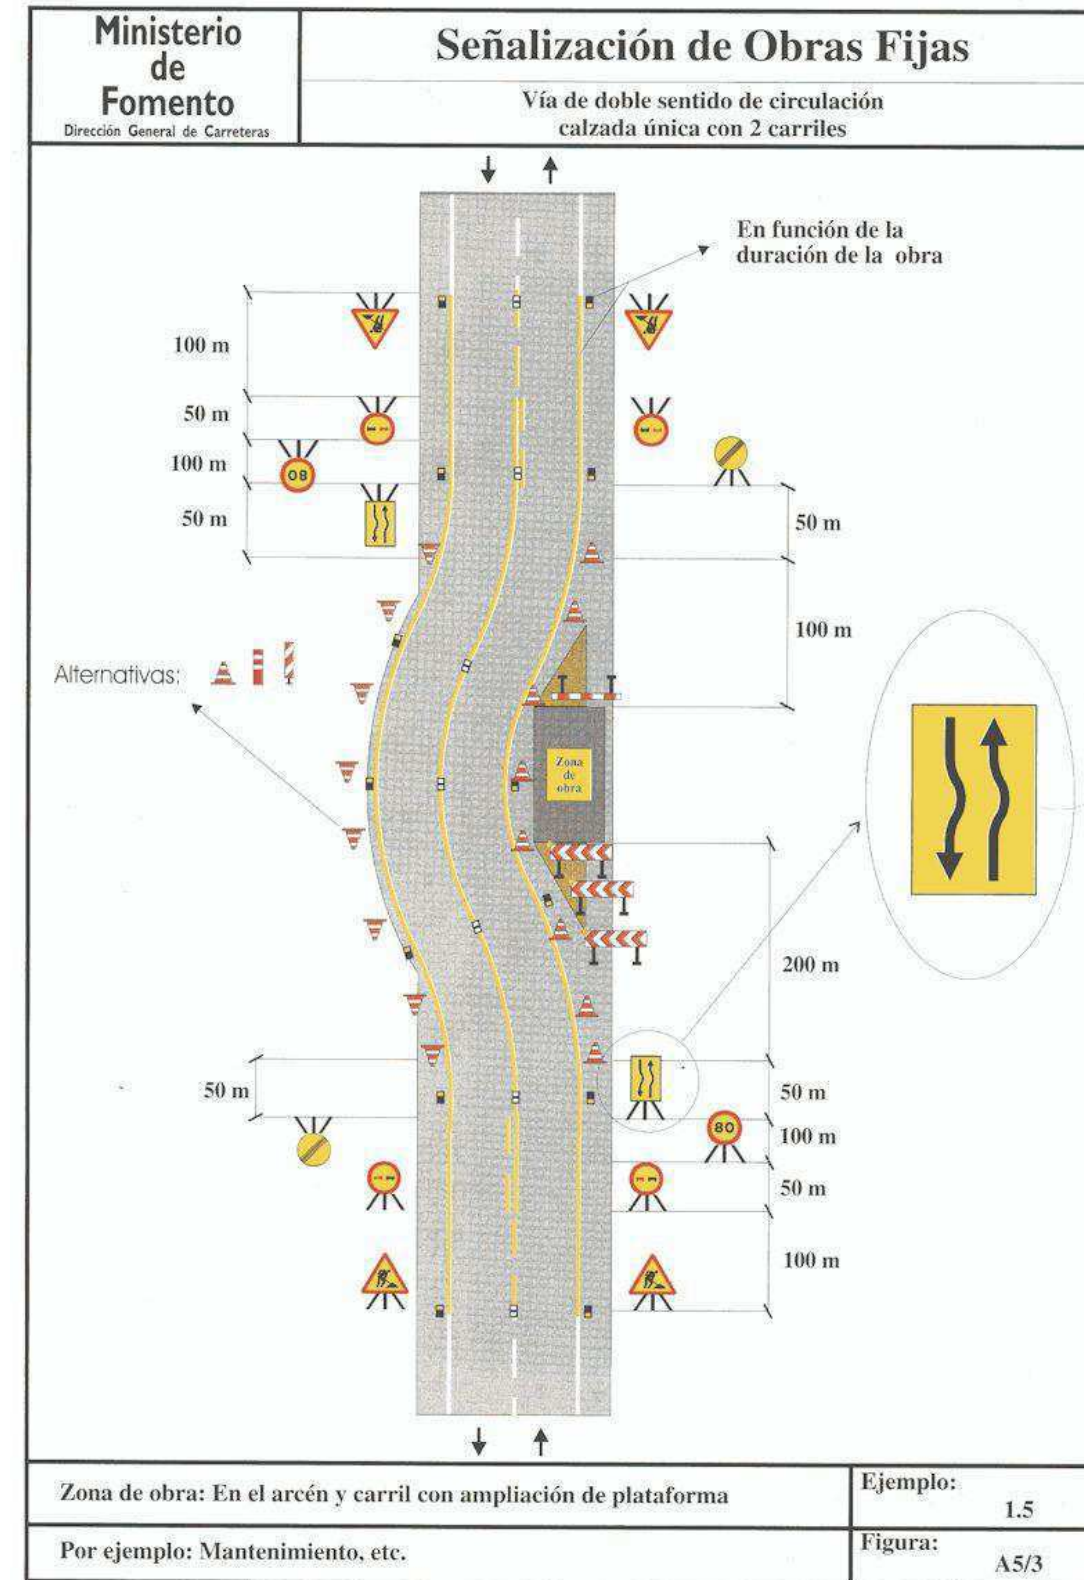 Ministerio
de
Fomento
Dirección General de Carreteras
Señalización de Obras Fijas
Vía de doble sentido de circulación
calzada única con 2 carriles
En función de la
duración de la obra
100 m
50 m
100 m
80
50 m
50 m
100 m
Alternativas:
Zona
de
obra
200 m
50 m
50 m
80
100 m
50 m
100 m
Zona de obra: En el arcén y carril con ampliación de plataforma
Ejemplo:
1.5
Por ejemplo: Mantenimiento, etc.
Figura:
A5/3